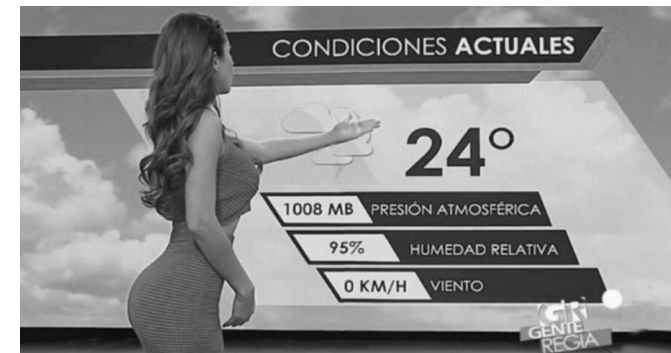 CONDICIONES ACTUALES
24°
1008 MB PRESIÓN ATMOSFÉRICA
95% HUMEDAD RELATIVA
0 KM/H VIENTO
GR
GENTE
REGIA